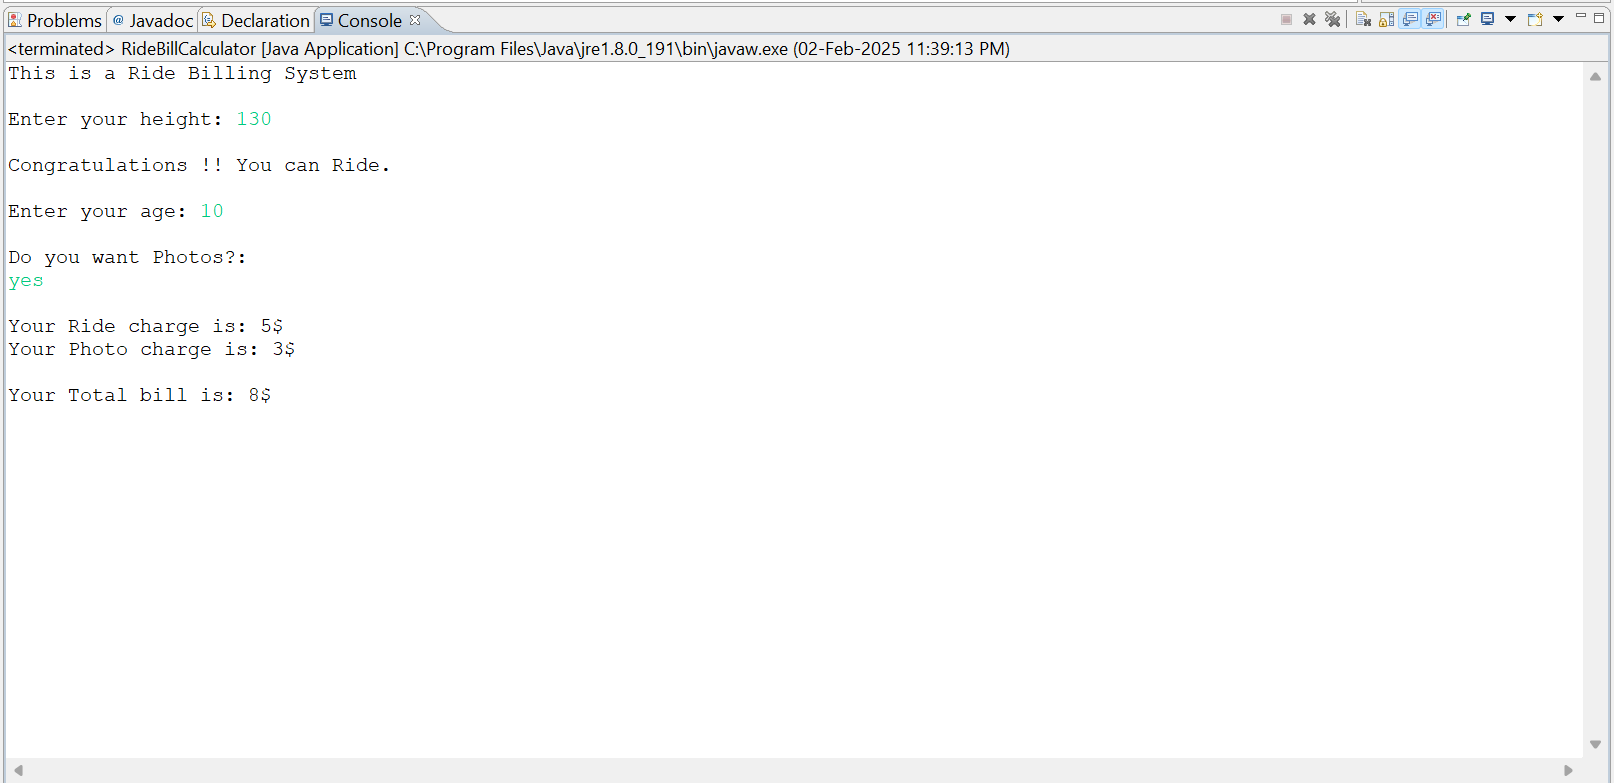 Problems @ Javadoc Declaration Console
<terminated> RideBillCalculator [Java Application] C:\Program Files\Java\jre1.8.0_191\bin\javaw.exe (02-Feb-2025 11:39:13 PM)
This is a Ride Billing System
Enter your height: 130
Congratulations !! You can Ride.
Enter your age: 10
Do you want Photos?:
yes
Your Ride charge is: 5$
Your Photo charge is: 3$
Your Total bill is: 8$